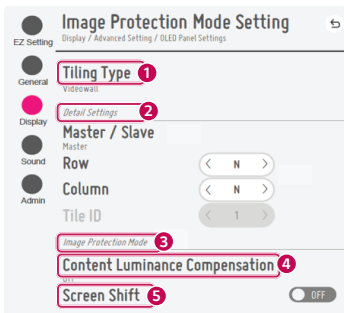 Image Protection Mode Setting
Display / Advanced Setting / OLED Panel Settings
EZ Setting
General
Display
Sound
Admin
Tiling Type 1
Videowall
Detail Settings 2
Master / Slave
Master
Row < N >
Column < N >
Tile ID < 1 >
Image Protection Mode 3
Content Luminance Compensation 4
Off
Screen Shift 5 OFF